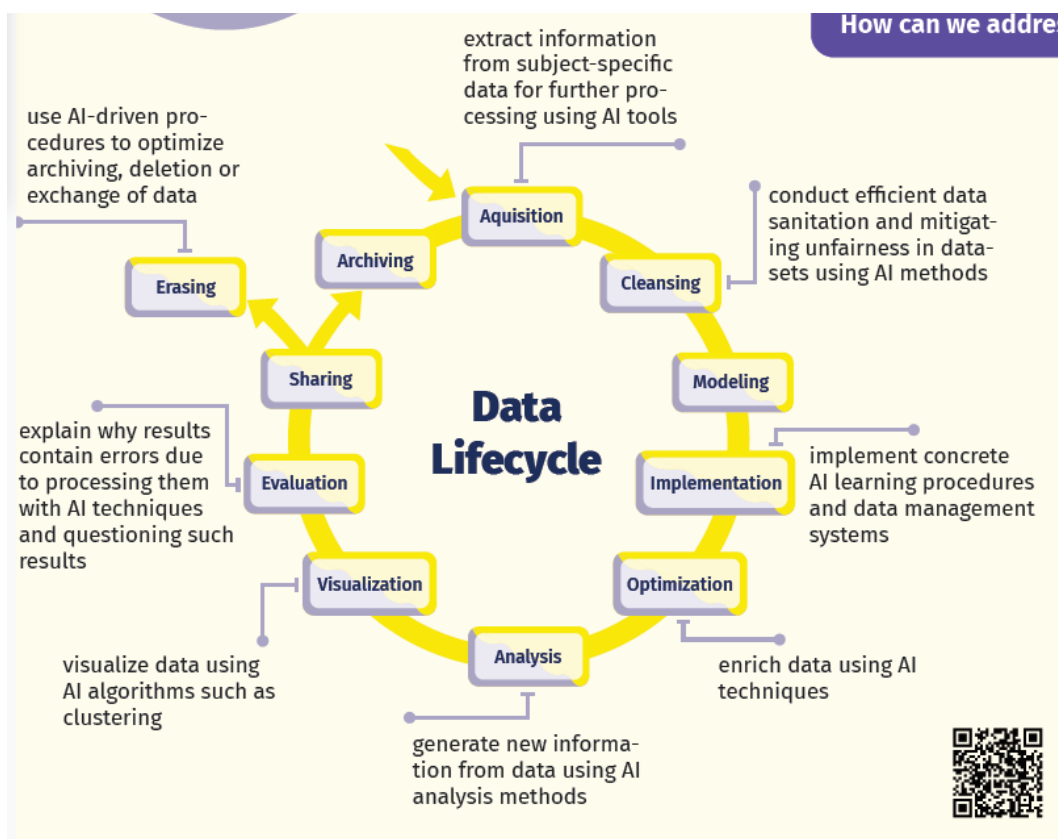 How can we addres
extract information
from subject-specific
data for further pro-
cessing using AI tools
use AI-driven pro-
cedures to optimize
archiving, deletion or
exchange of data
Aquisition
conduct efficient data
sanitation and mitigat-
ing unfairness in data-
sets using AI methods
Archiving
Erasing
Cleansing
Sharing
Modeling
Data
Lifecycle
explain why results
contain errors due
to processing them
with AI techniques
and questioning such
results
Evaluation
Implementation
implement concrete
AI learning procedures
and data management
systems
Visualization
Optimization
visualize data using
AI algorithms such as
clustering
Analysis
enrich data using AI
techniques
generate new informa-
tion from data using AI
analysis methods